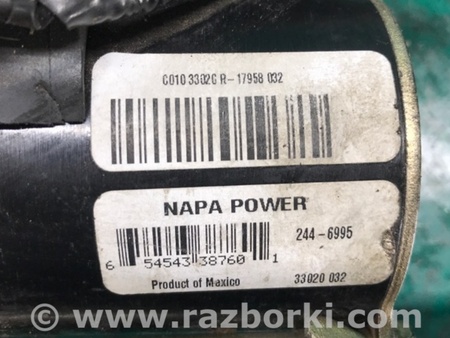 C010 33020 R-17958 032
NAPA POWER
244-6995
6 54543 38760 1
Product of Mexico
33020 032
www.razborki.com